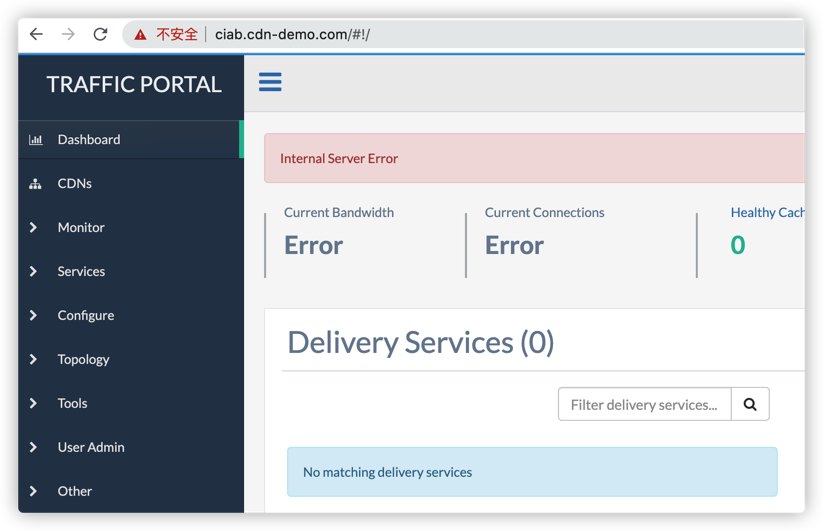 不安全 ciab.cdn-demo.com/#!/
TRAFFIC PORTAL
Dashboard
CDNs
Monitor
Services
Configure
Topology
Tools
User Admin
Other
Internal Server Error
Current Bandwidth
Error
Current Connections
Error
Healthy Cach
0
Delivery Services (0)
Filter delivery services...
No matching delivery services